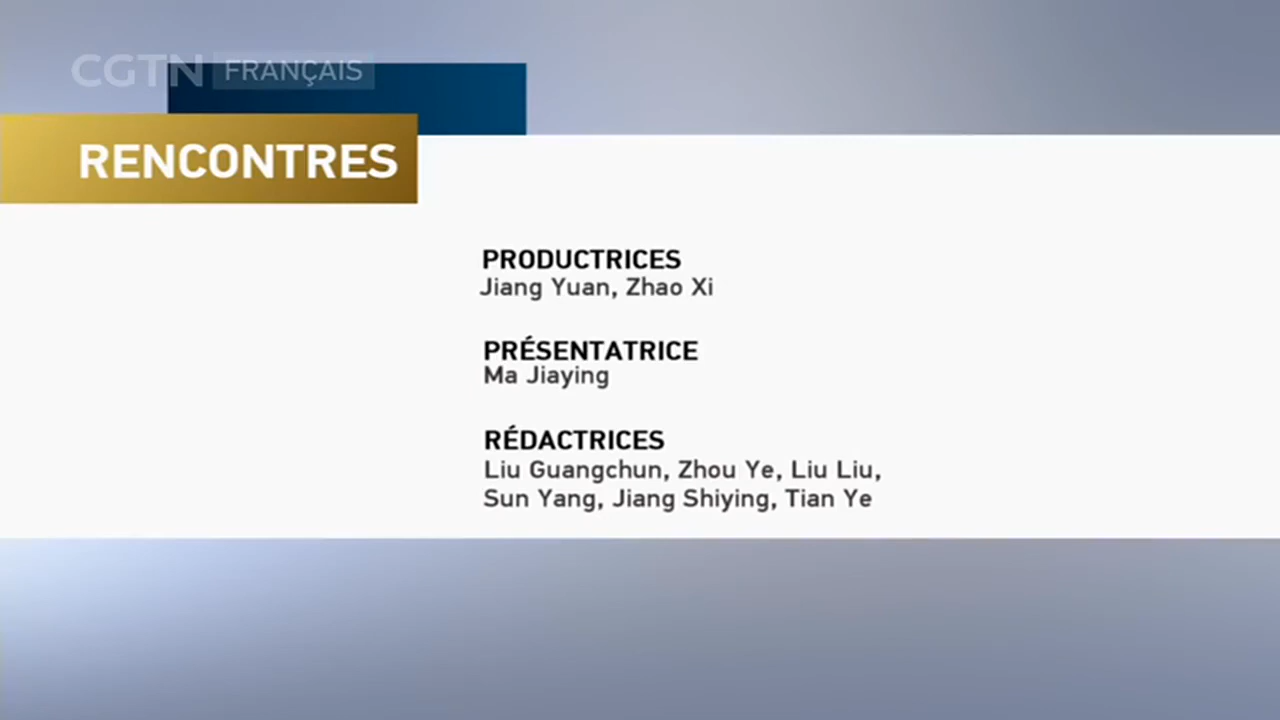 CGTN FRANÇAIS
RENCONTRES
PRODUCTRICES
Jiang Yuan, Zhao Xi
PRÉSENTATRICE
Ma Jiaying
RÉDACTRICES
Liu Guangchun, Zhou Ye, Liu Liu,
Sun Yang, Jiang Shiying, Tian Ye